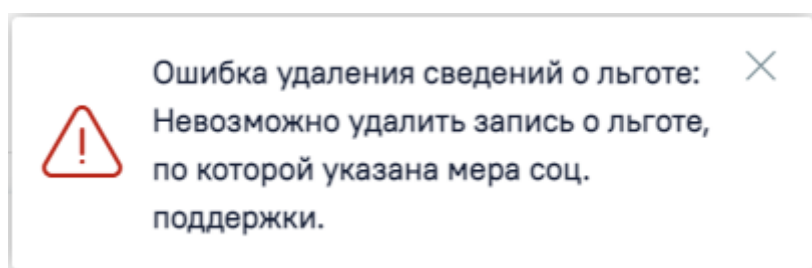 Ошибка удаления сведений о льготе:
Невозможно удалить запись о льготе,
по которой указана мера соц.
поддержки.